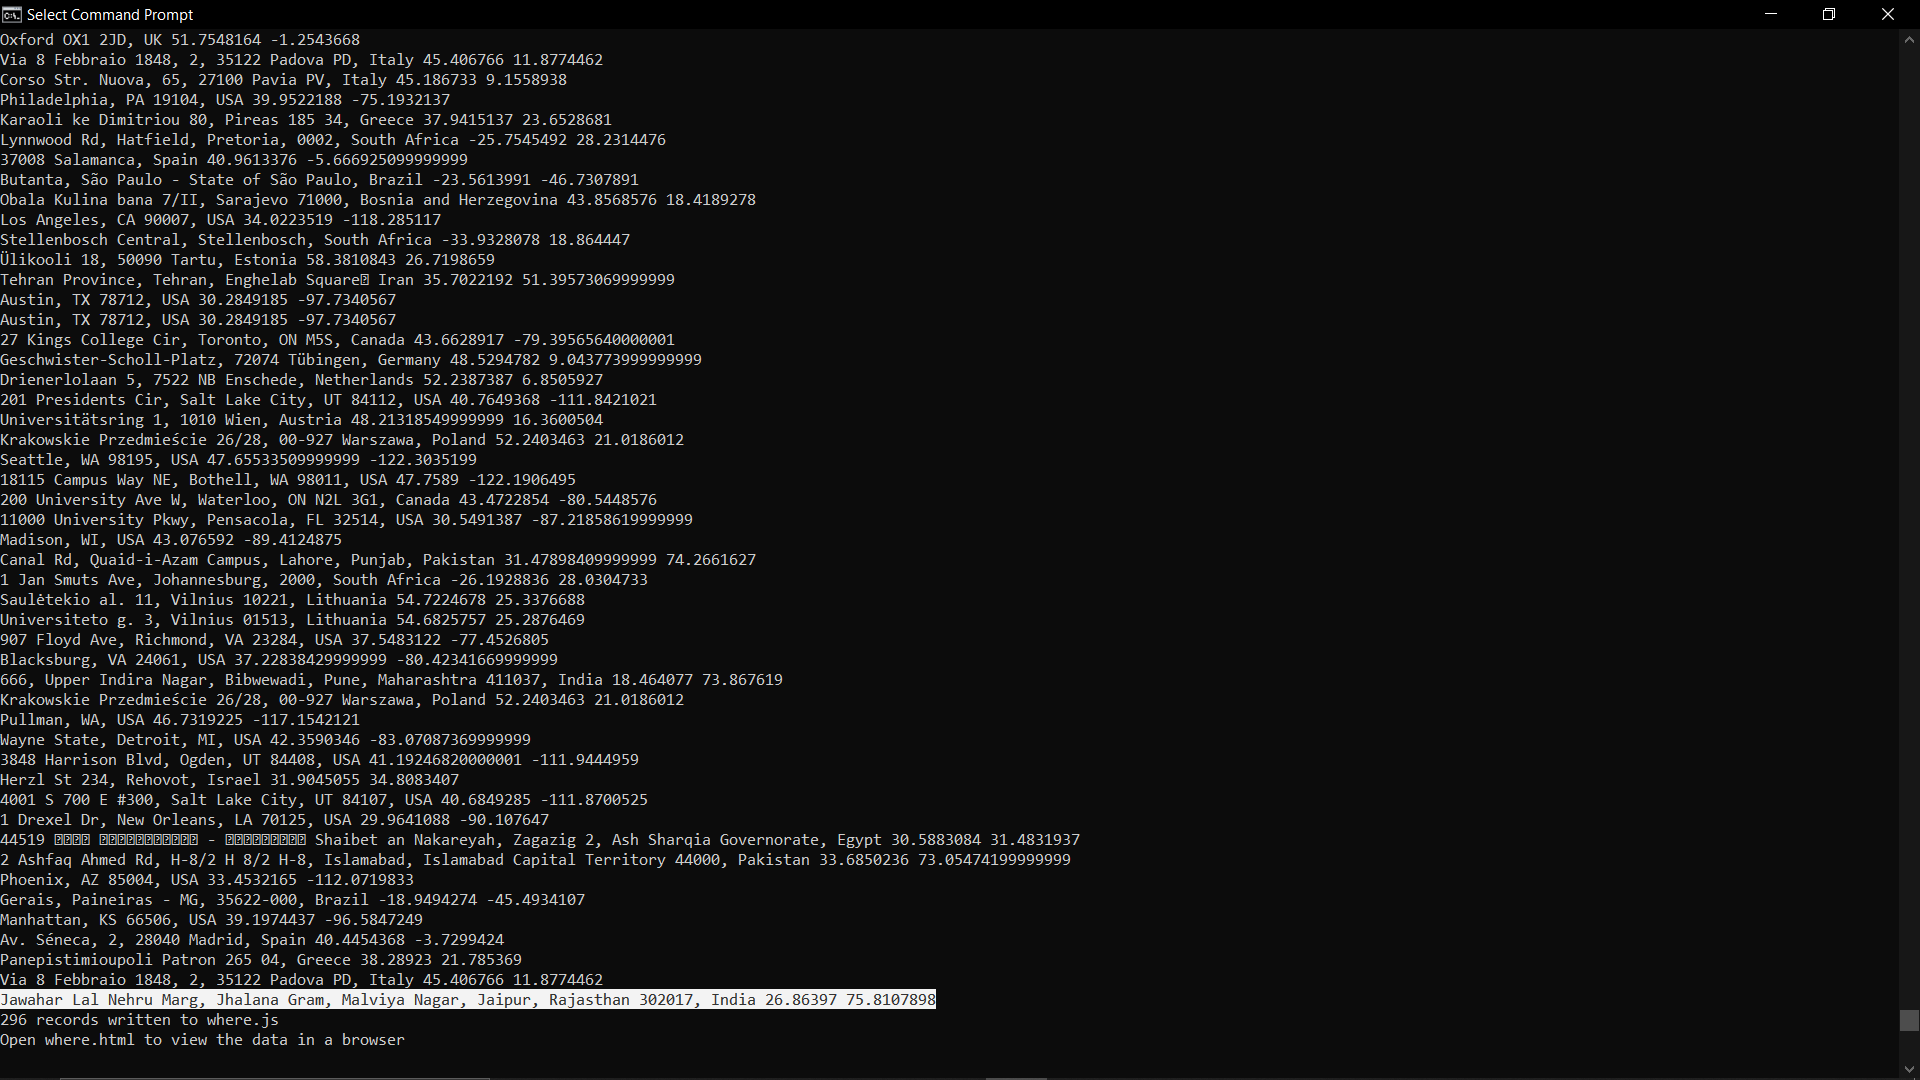 Select Command Prompt
Oxford OX1 2JD, UK 51.7548164 -1.2543668
Via 8 Febbraio 1848, 2, 35122 Padova PD, Italy 45.406766 11.8774462
Corso Str. Nuova, 65, 27100 Pavia PV, Italy 45.186733 9.1558938
Philadelphia, PA 19104, USA 39.9522188 -75.1932137
Karaoli ke Dimitriou 80, Pireas 185 34, Greece 37.9415137 23.6528681
Lynnwood Rd, Hatfield, Pretoria, 0002, South Africa -25.7545492 28.2314476
37008 Salamanca, Spain 40.9613376 -5.666925099999999
Butanta, São Paulo - State of São Paulo, Brazil -23.5613991 -46.7307891
Obala Kulina bana 7/II, Sarajevo 71000, Bosnia and Herzegovina 43.8568576 18.4189278
Los Angeles, CA 90007, USA 34.0223519 -118.285117
Stellenbosch Central, Stellenbosch, South Africa -33.9328078 18.864447
Ülikooli 18, 50090 Tartu, Estonia 58.3810843 26.7198659
Tehran Province, Tehran, Enghelab Square Iran 35.7022192 51.39573069999999
Austin, TX 78712, USA 30.2849185 -97.7340567
Austin, TX 78712, USA 30.2849185 -97.7340567
27 Kings College Cir, Toronto, ON M5S, Canada 43.6628917 -79.39565640000001
Geschwister-Scholl-Platz, 72074 Tübingen, Germany 48.5294782 9.043773999999999
Drienerlolaan 5, 7522 NB Enschede, Netherlands 52.2387387 6.8505927
201 Presidents Cir, Salt Lake City, UT 84112, USA 40.7649368 -111.8421021
Universitätsring 1, 1010 Wien, Austria 48.21318549999999 16.3600504
Krakowskie Przedmieście 26/28, 00-927 Warszawa, Poland 52.2403463 21.0186012
Seattle, WA 98195, USA 47.65533509999999 -122.3035199
18115 Campus Way NE, Bothell, WA 98011, USA 47.7589 -122.1906495
200 University Ave W, Waterloo, ON N2L 3G1, Canada 43.4722854 -80.5448576
11000 University Pkwy, Pensacola, FL 32514, USA 30.5491387 -87.21858619999999
Madison, WI, USA 43.076592 -89.4124875
Canal Rd, Quaid-i-Azam Campus, Lahore, Punjab, Pakistan 31.47898409999999 74.2661627
1 Jan Smuts Ave, Johannesburg, 2000, South Africa -26.1928836 28.0304733
Saulėtekio al. 11, Vilnius 10221, Lithuania 54.7224678 25.3376688
Universiteto g. 3, Vilnius 01513, Lithuania 54.6825757 25.2876469
907 Floyd Ave, Richmond, VA 23284, USA 37.5483122 -77.4526805
Blacksburg, VA 24061, USA 37.22838429999999 -80.42341669999999
666, Upper Indira Nagar, Bibwewadi, Pune, Maharashtra 411037, India 18.464077 73.867619
Krakowskie Przedmieście 26/28, 00-927 Warszawa, Poland 52.2403463 21.0186012
Pullman, WA, USA 46.7319225 -117.1542121
Wayne State, Detroit, MI, USA 42.3590346 -83.07087369999999
3848 Harrison Blvd, Ogden, UT 84408, USA 41.19246820000001 -111.9444959
Herzl St 234, Rehovot, Israel 31.9045055 34.8083407
4001 S 700 E #300, Salt Lake City, UT 84107, USA 40.6849285 -111.8700525
1 Drexel Dr, New Orleans, LA 70125, USA 29.9641088 -90.107647
44519 - Shaibet an Nakareyah, Zagazig 2, Ash Sharqia Governorate, Egypt 30.5883084 31.4831937
2 Ashfaq Ahmed Rd, H-8/2 H 8/2 H-8, Islamabad, Islamabad Capital Territory 44000, Pakistan 33.6850236 73.05474199999999
Phoenix, AZ 85004, USA 33.4532165 -112.0719833
Gerais, Paineiras - MG, 35622-000, Brazil -18.9494274 -45.4934107
Manhattan, KS 66506, USA 39.1974437 -96.5847249
Av. Séneca, 2, 28040 Madrid, Spain 40.4454368 -3.7299424
Panepistimioupoli Patron 265 04, Greece 38.28923 21.785369
Via 8 Febbraio 1848, 2, 35122 Padova PD, Italy 45.406766 11.8774462
Jawahar Lal Nehru Marg, Jhalana Gram, Malviya Nagar, Jaipur, Rajasthan 302017, India 26.86397 75.8107898
296 records written to where.js
Open where.html to view the data in a browser